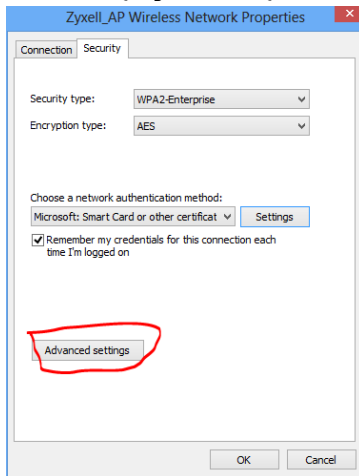 Zyxell_AP Wireless Network Properties
Connection Security
Security type: WPA2-Enterprise
Encryption type: AES
Choose a network authentication method:
Microsoft: Smart Card or other certificat Settings
Remember my credentials for this connection each
time I'm logged on
Advanced settings
OK Cancel